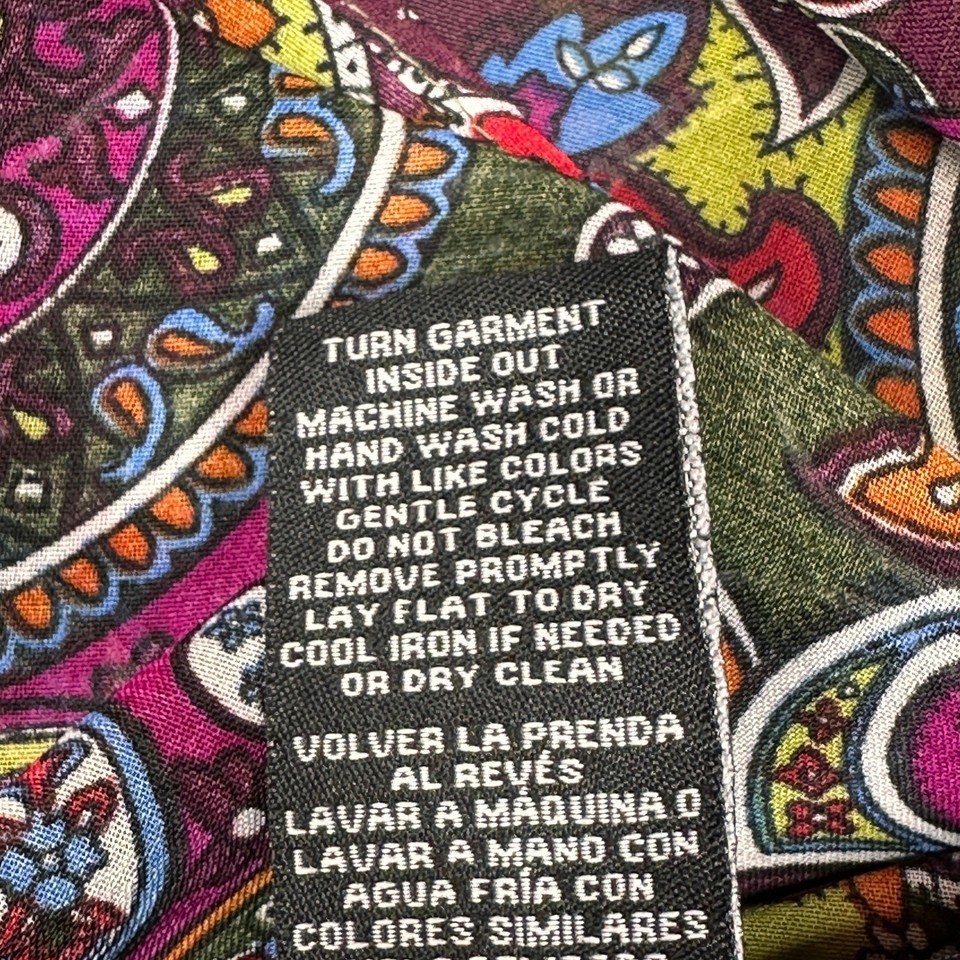 TURN GARMENT
INSIDE OUT
MACHINE WASH OR
HAND WASH COLD
WITH LIKE COLORS
GENTLE CYCLE
DO NOT BLEACH
REMOVE PROMPTLY
LAY FLAT TO DRY
COOL IRON IF NEEDED
OR DRY CLEAN
VOLVER LA PRENDA
AL REVÉS
LAVAR A MÁQUINA O
LAVAR A MANO CON
AGUA FRÍA CON
COLORES SIMILARES